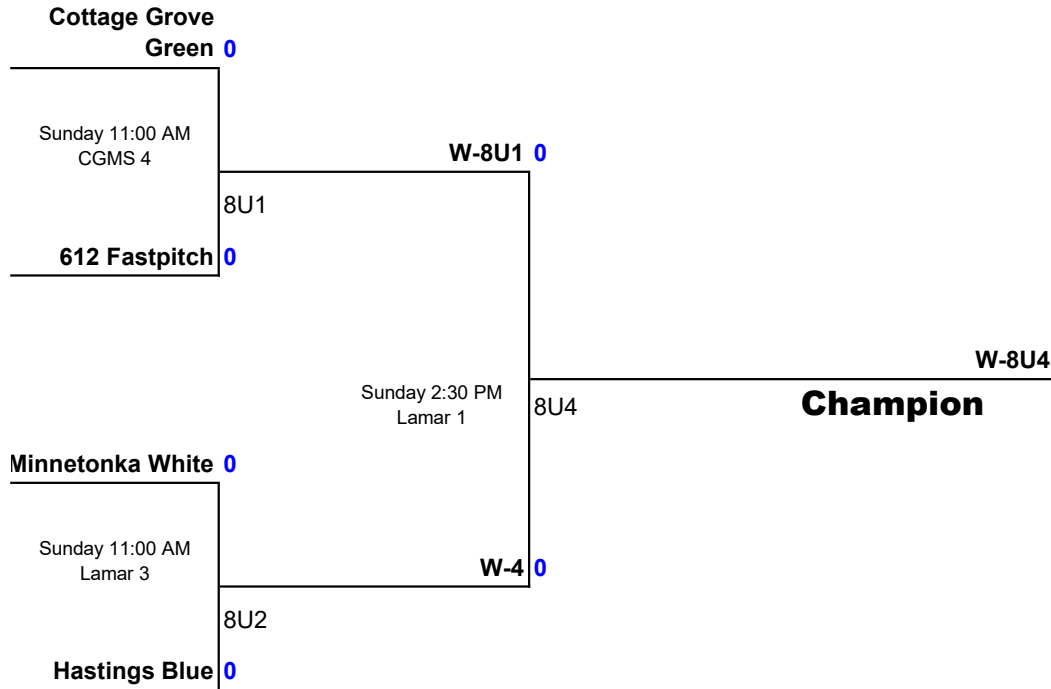 Cottage Grove
Green 0
Sunday 11:00 AM
CGMS 4
W-8U1 0
8U1
612 Fastpitch 0
W-8U4
Sunday 2:30 PM
Lamar 1
8U4
Champion
Minnetonka White 0
Sunday 11:00 AM
Lamar 3
W-4 0
8U2
Hastings Blue 0